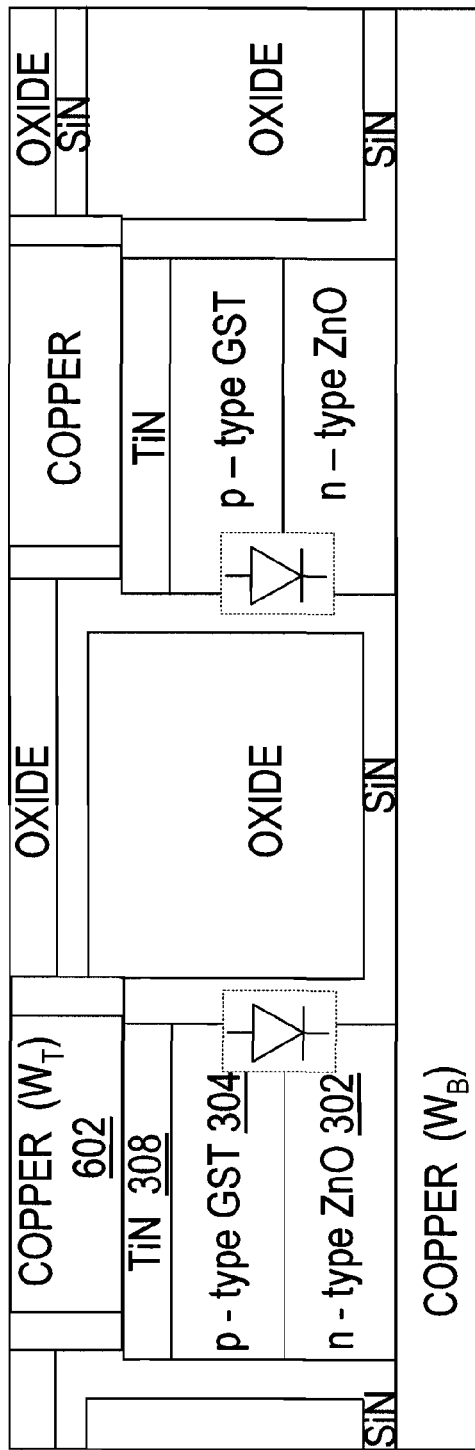 OXIDE
SiN
OXIDE
SiN
COPPER
TiN
p – type GST
n – type ZnO
OXIDE
OXIDE
SiN
COPPER (W_T)
602
TiN 308
p - type GST 304
n - type ZnO 302
SiN
COPPER (W_B)